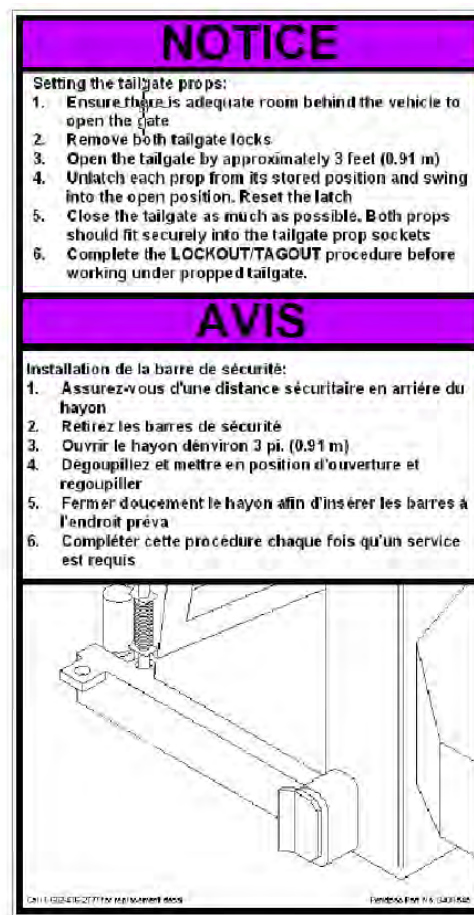 NOTICE
Setting the tailgate props:
1. Ensure there is adequate room behind the vehicle to
open the gate
2. Remove both tailgate locks
3. Open the tailgate by approximately 3 feet (0.91 m)
4. Unlatch each prop from its stored position and swing
into the open position. Reset the latch
5. Close the tailgate as much as possible. Both props
should fit securely into the tailgate prop sockets
6. Complete the LOCKOUT/TAGOUT procedure before
working under propped tailgate.
AVIS
Installation de la barre de sécurité:
1. Assurez-vous d'une distance sécuritaire en arriére du
hayon
2. Retirez les barres de sécurité
3. Ouvrir le hayon dénviron 3 pi. (0.91 m)
4. Dégoupillez et mettre en position d'ouverture et
regoupiller
5. Fermer doucement le hayon afin d'insérer les barres à
l'endroit préva
6. Compléter cette procédure chaque fois qu'un service
est requis
for replacement decal
Part No.